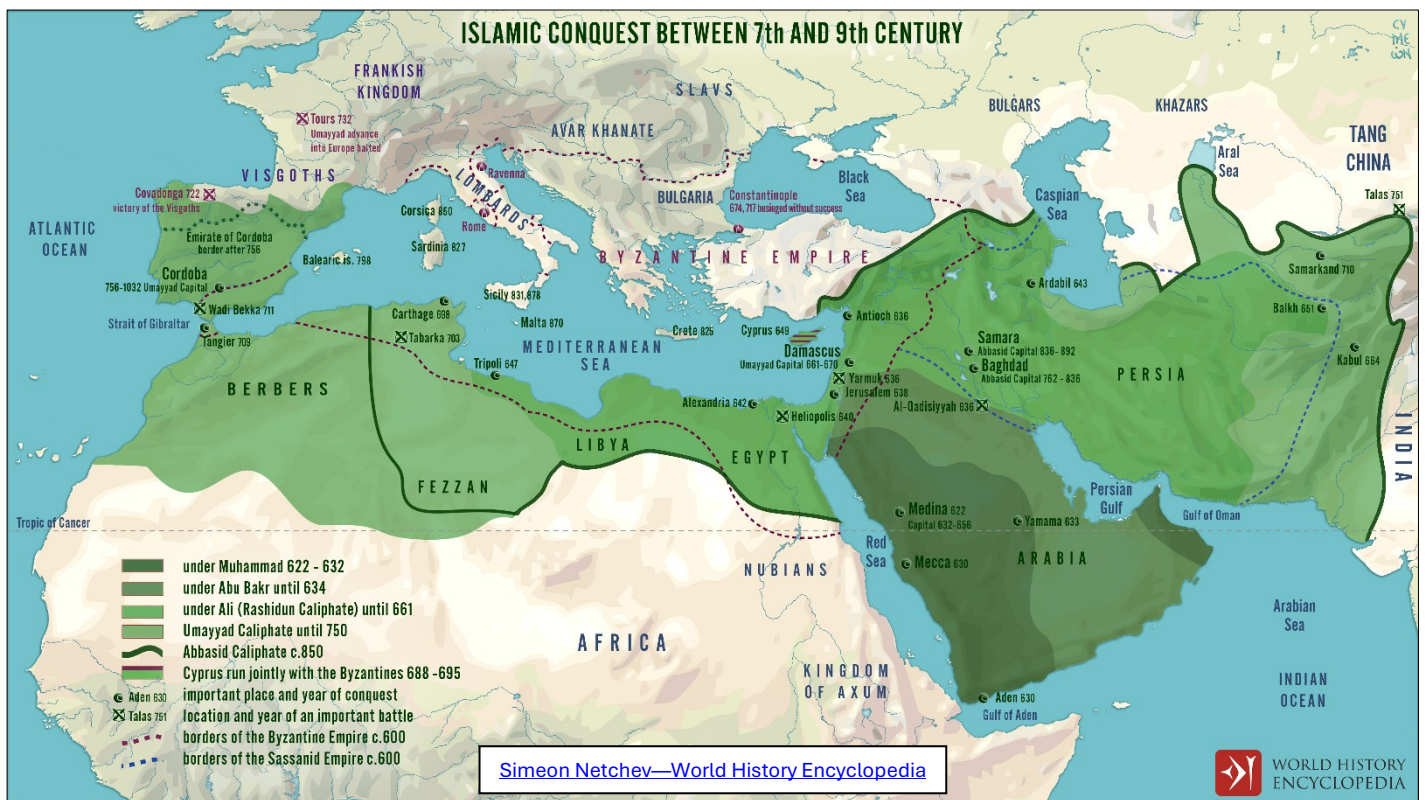 ISLAMIC CONQUEST BETWEEN 7th AND 9th CENTURY
CY
ME
ON
FRANKISH
KINGDOM
SLAVS
BULGARS
KHAZARS
TANG
CHINA
Tours 732
Umayyad advance
into Europe halted
AVAR KHANATE
Aral
Sea
VISGOTHS
Ravenna
LOMBARDS
Black
Sea
Caspian
Sea
Talas 751
Covadonga 722
victory of the Visgoths
BULGARIA
Constantinople
674, 717 besieged without success
Corsica 850
Rome
ATLANTIC
OCEAN
Emirate of Cordoba
border after 756
Sardinia 827
Balearic is. 798
BYZANTINE EMPIRE
Samarkand 710
Cordoba
756-1032 Umayyad Capital
Ardabil 643
Sicily 831,878
Wadi Bekka 711
Carthage 698
Balkh 651
Strait of Gibraltar
Malta 870
Antioch 636
Tangier 709
Tabarka 703
Crete 825
Cyprus 649
Samara
Abbasid Capital 836- 892
MEDITERRANEAN
SEA
Damascus
Umayyad Capital 661-670
Kabul 664
Tripoli 647
Baghdad
Abbasid Capital 762 - 836
PERSIA
BERBERS
Yarmuk 636
Jerusalem 638
Alexandria 642
Al-Qadisiyyah 636
Heliopolis 640
INDIA
LIBYA
EGYPT
FEZZAN
Persian
Gulf
Medina 622
Capital 632-656
Yamama 633
Gulf of Oman
Tropic of Cancer
Red
Sea
ARABIA
Mecca 630
NUBIANS
under Muhammad 622 - 632
under Abu Bakr until 634
under Ali (Rashidun Caliphate) until 661
Umayyad Caliphate until 750
Abbasid Caliphate c.850
Cyprus run jointly with the Byzantines 688 -695
Aden 630 important place and year of conquest
Talas 751 location and year of an important battle
borders of the Byzantine Empire c.600
borders of the Sassanid Empire c.600
AFRICA
Arabian
Sea
KINGDOM
OF AXUM
INDIAN
OCEAN
Aden 630
Gulf of Aden
Simeon Netchev—World History Encyclopedia
WORLD HISTORY
ENCYCLOPEDIA